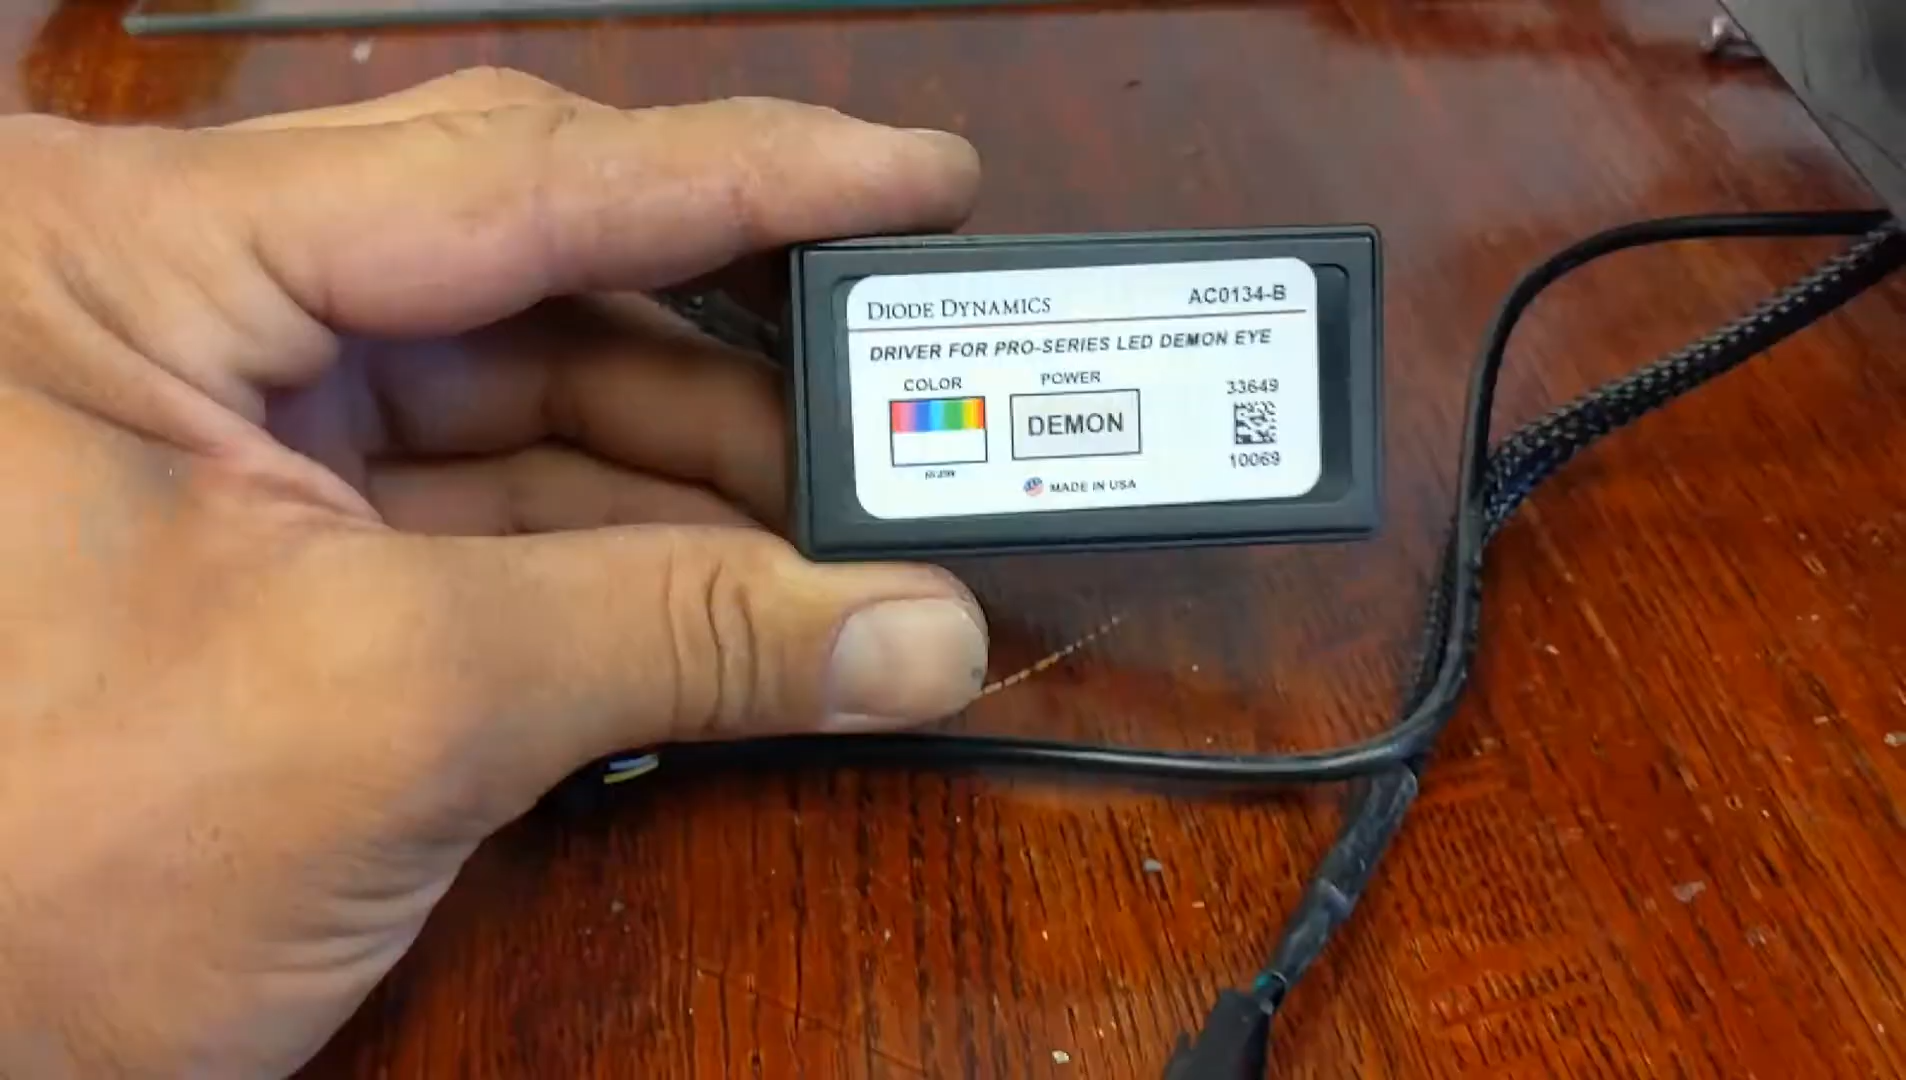 DIODE DYNAMICS AC0134-B
DRIVER FOR PRO-SERIES LED DEMON EYE
COLOR POWER
33649
DEMON
10069
MADE IN USA